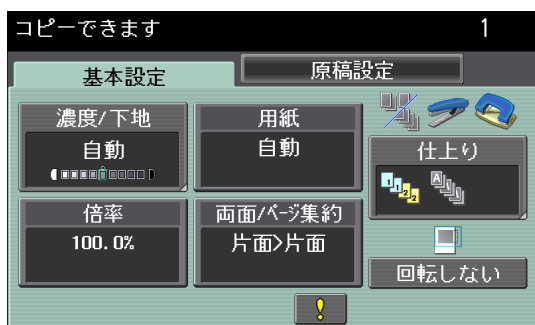 コピーできます 1
基本設定 原稿設定
濃度/下地
自動
用紙
自動
仕上り
倍率
100.0%
両面/ページ集約
片面>片面
回転しない